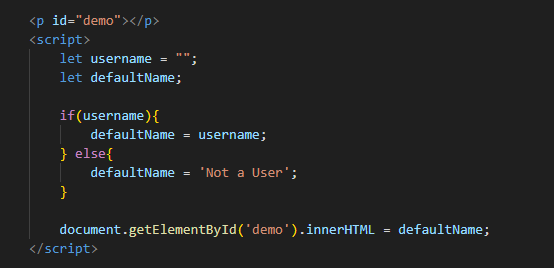 <p id="demo"></p>
<script>
    let username = "";
    let defaultName;

    if(username){
        defaultName = username;
    } else{
        defaultName = 'Not a User';
    }

    document.getElementById('demo').innerHTML = defaultName;
</script>